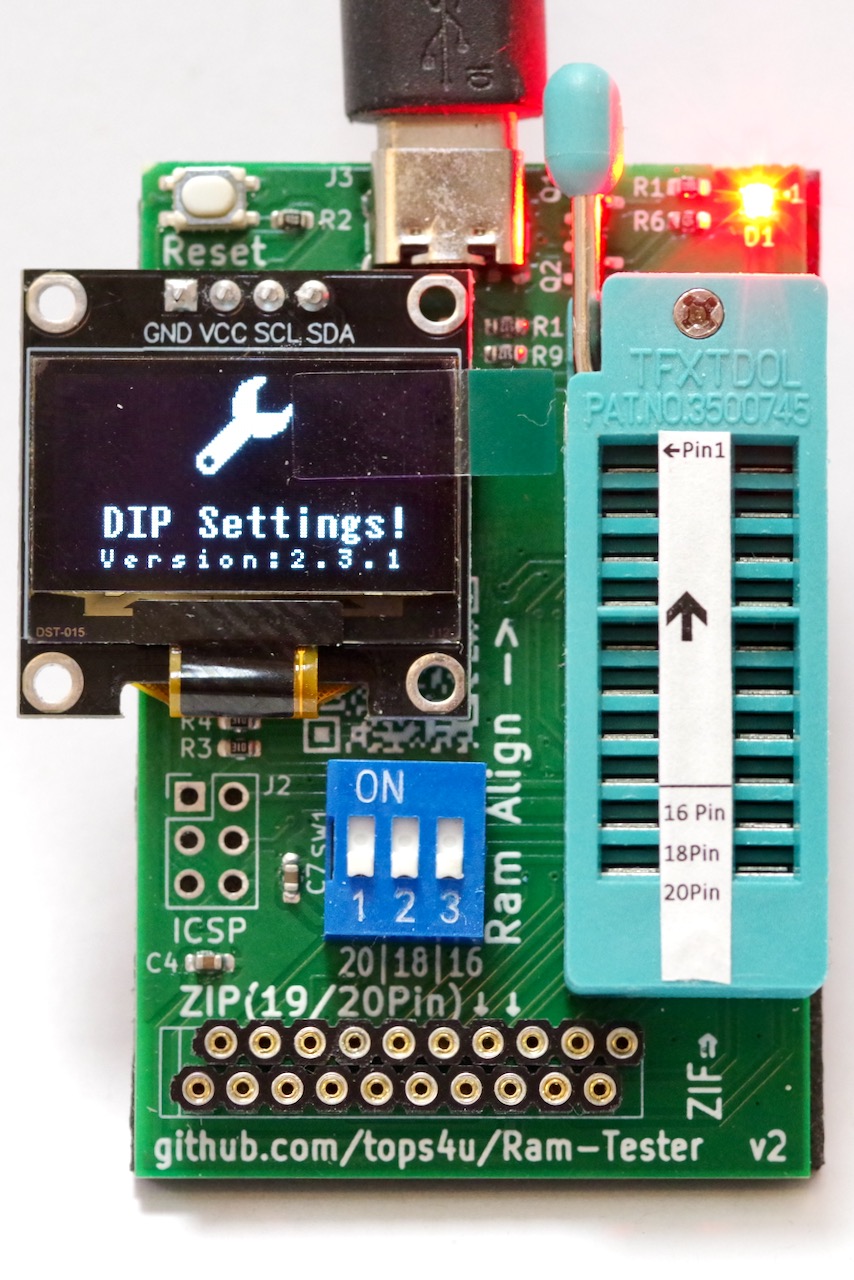 J3
R2
Reset
R1
R6
D1
Q2
GND VCC SCL SDA
R1
R9
DIP Settings!
Version:2.3.1
DST-015
TFXTDOL
PAT.NO.3500745
←Pin1
↑
16 Pin
18Pin
20Pin
R4
R3
J2
ICSP
C4
C7
SW1
ON
1 2 3
20|18|16
Ram Align —>
ZIP(19/20Pin)↓↓
ZIF⇒
github.com/tops4u/Ram-Tester v2